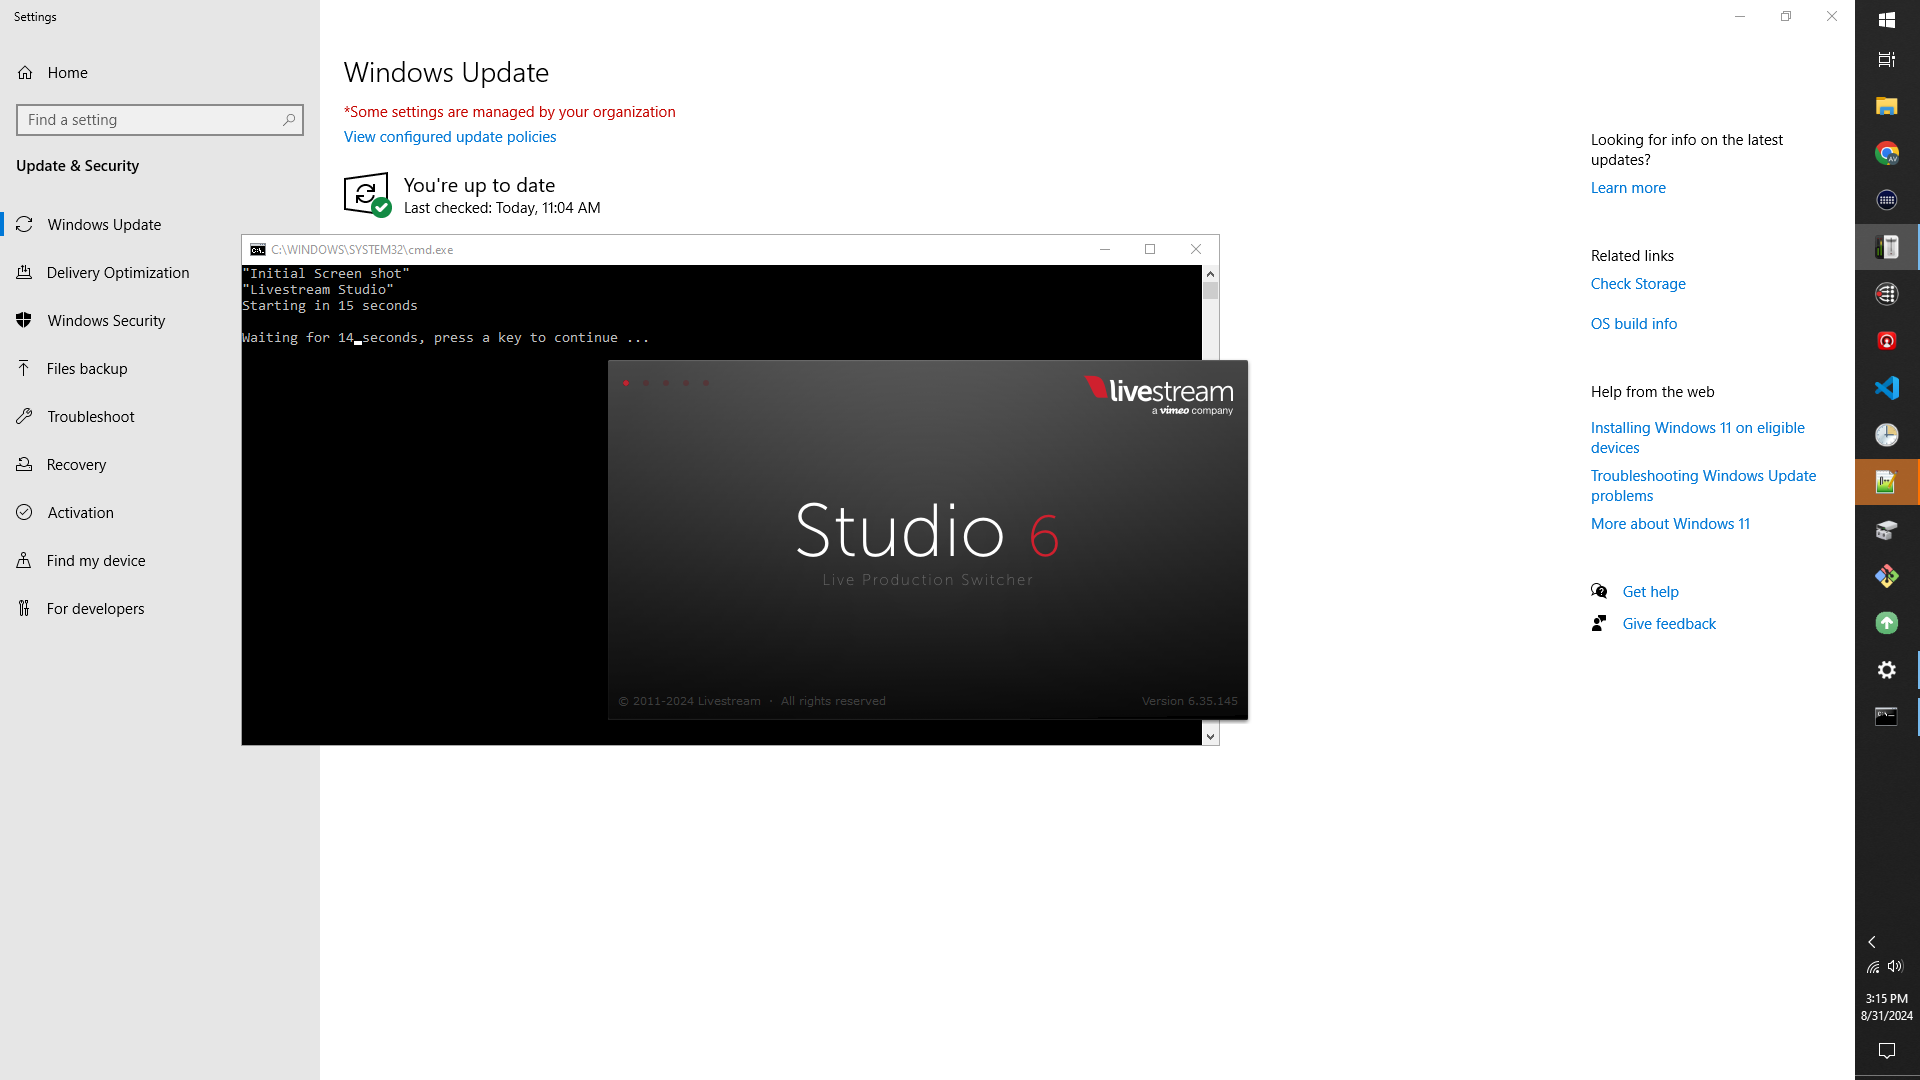 Settings
Home
Find a setting
Update & Security
Windows Update
Delivery Optimization
Windows Security
Files backup
Troubleshoot
Recovery
Activation
Find my device
For developers
Windows Update
*Some settings are managed by your organization
View configured update policies
You're up to date
Last checked: Today, 11:04 AM
C:\WINDOWS\SYSTEM32\cmd.exe
"Initial Screen shot"
"Livestream Studio"
Starting in 15 seconds
Waiting for 14 seconds, press a key to continue ...
livestream
a vimeo company
Studio 6
Live Production Switcher
© 2011-2024 Livestream · All rights reserved
Version 6.35.145
Looking for info on the latest
updates?
Learn more
Related links
Check Storage
OS build info
Help from the web
Installing Windows 11 on eligible
devices
Troubleshooting Windows Update
problems
More about Windows 11
Get help
Give feedback
3:15 PM
8/31/2024